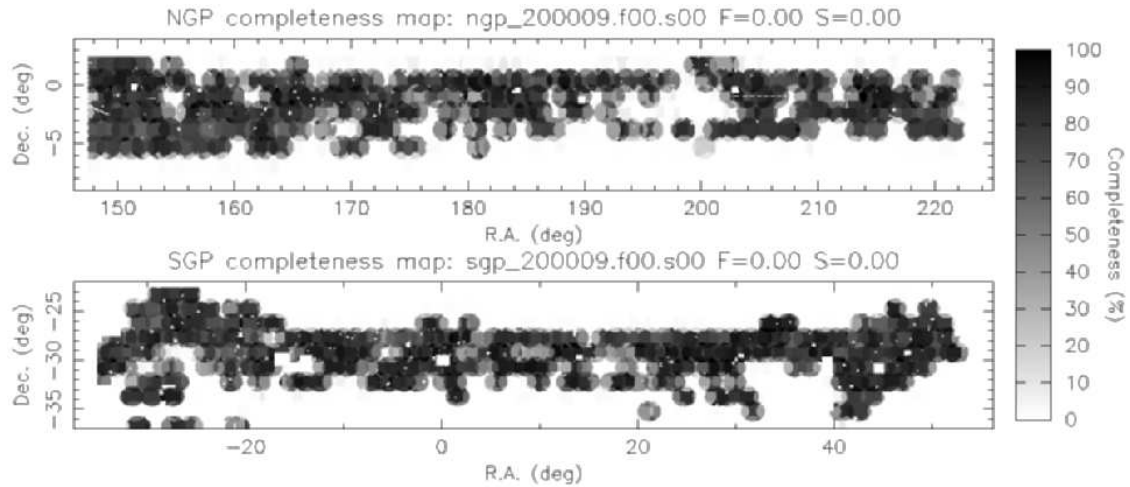 NGP completeness map: ngp_200009.f00.s00 F=0.00 S=0.00
Dec. (deg)
0
−5
150 160 170 180 190 200 210 220
R.A. (deg)
SGP completeness map: sgp_200009.f00.s00 F=0.00 S=0.00
Dec. (deg)
−25
−30
−35
−20 0 20 40
R.A. (deg)
100
90
80
70
60
50
40
30
20
10
0
Completeness (%)